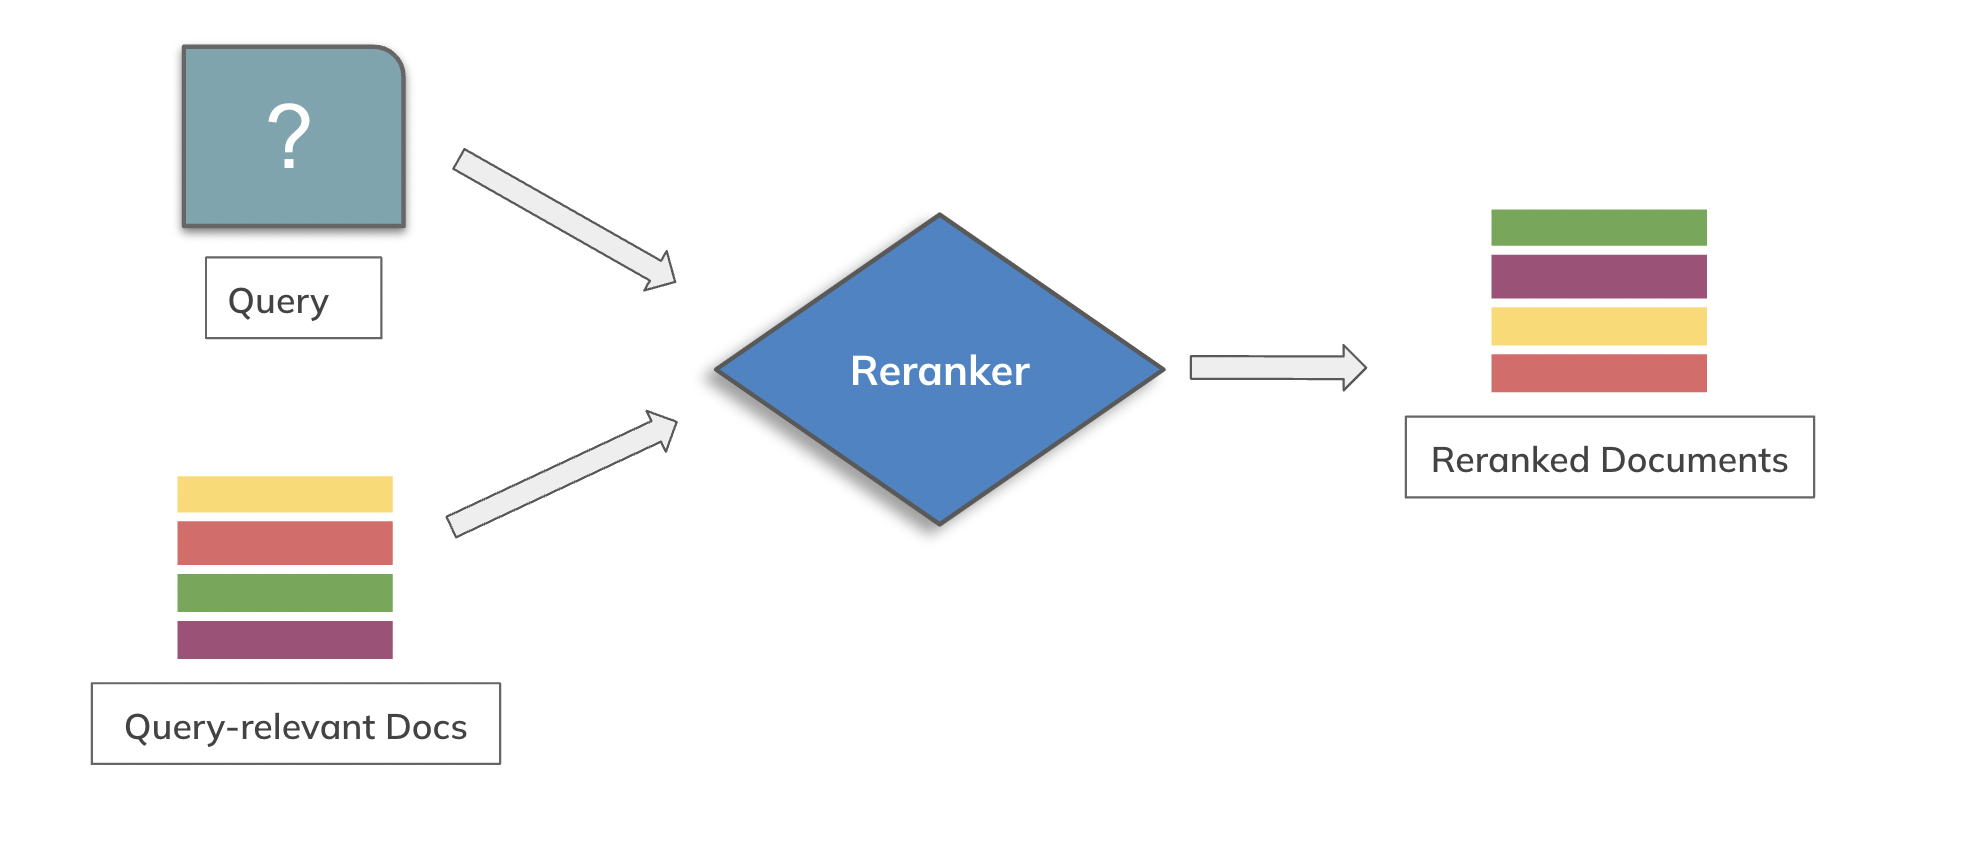 ?
Query
Reranker
Reranked Documents
Query-relevant Docs